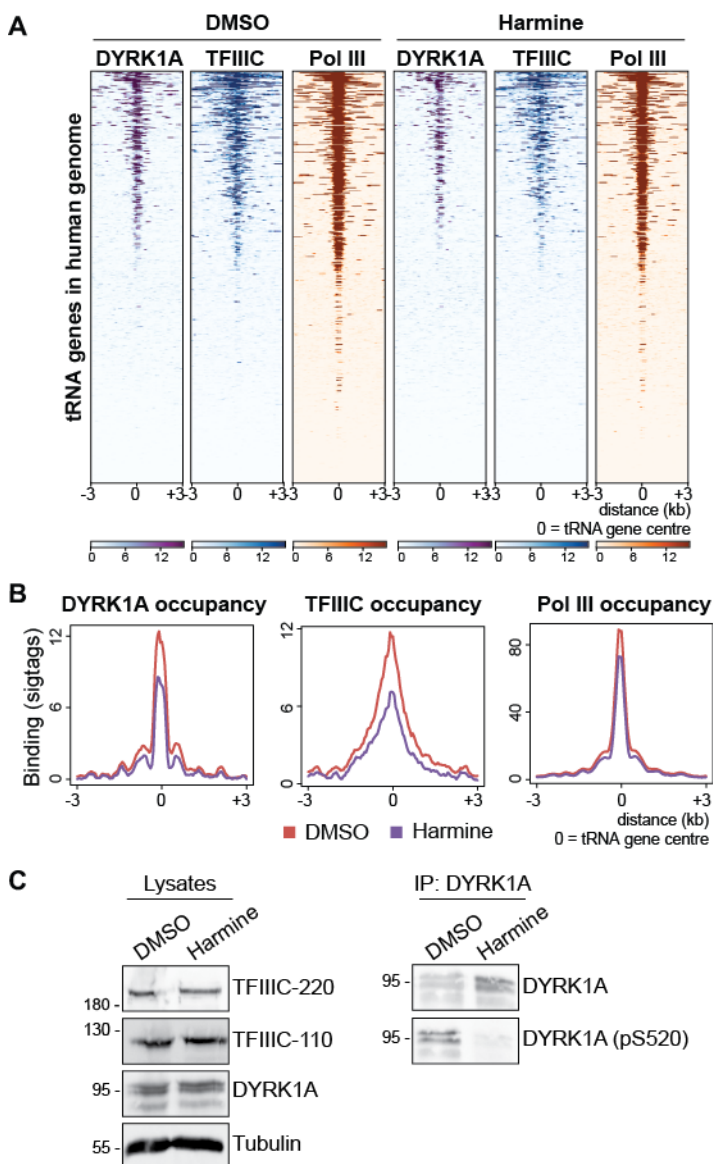 A
DMSO Harmine
DYRK1A TFIIIC Pol III DYRK1A TFIIIC Pol III
tRNA genes in human genome
-3 0 +3-3 0 +3-3 0 +3-3 0 +3-3 0 +3-3 0 +3
distance (kb)
0 = tRNA gene centre
0 6 12 0 6 12 0 6 12 0 6 12 0 6 12 0 6 12
B
DYRK1A occupancy TFIIIC occupancy Pol III occupancy
Binding (sigtags)
12 12 80
6 6 40
0 0 0
-3 0 +3 -3 0 +3 -3 0 +3
distance (kb)
DMSO Harmine
0 = tRNA gene centre
C
Lysates IP: DYRK1A
DMSO Harmine DMSO Harmine
180 - TFIIIC-220
130 - TFIIIC-110
95 - DYRK1A
55 - Tubulin
95 - DYRK1A
95 - DYRK1A (pS520)